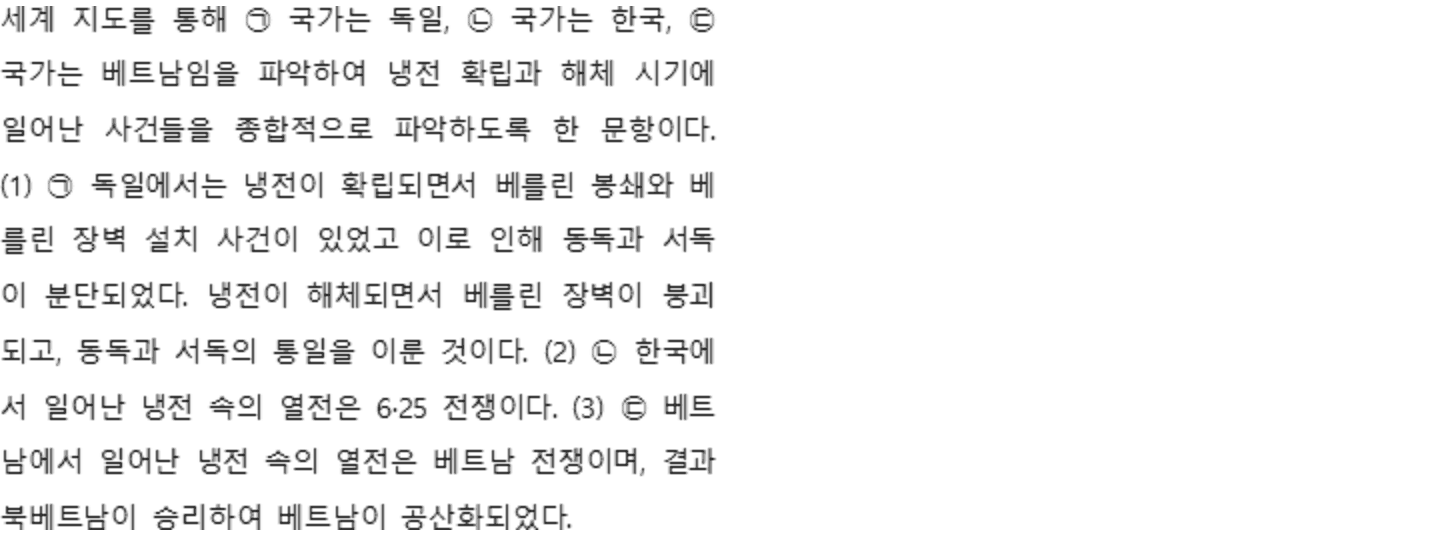 세계 지도를 통해 ㉠ 국가는 독일, ㉡ 국가는 한국, ㉢
국가는 베트남임을 파악하여 냉전 확립과 해체 시기에
일어난 사건들을 종합적으로 파악하도록 한 문항이다.
(1) ㉠ 독일에서는 냉전이 확립되면서 베를린 봉쇄와 베
를린 장벽 설치 사건이 있었고 이로 인해 동독과 서독
이 분단되었다. 냉전이 해체되면서 베를린 장벽이 붕괴
되고, 동독과 서독의 통일을 이룬 것이다. (2) ㉡ 한국에
서 일어난 냉전 속의 열전은 6·25 전쟁이다. (3) ㉢ 베트
남에서 일어난 냉전 속의 열전은 베트남 전쟁이며, 결과
북베트남이 승리하여 베트남이 공산화되었다.